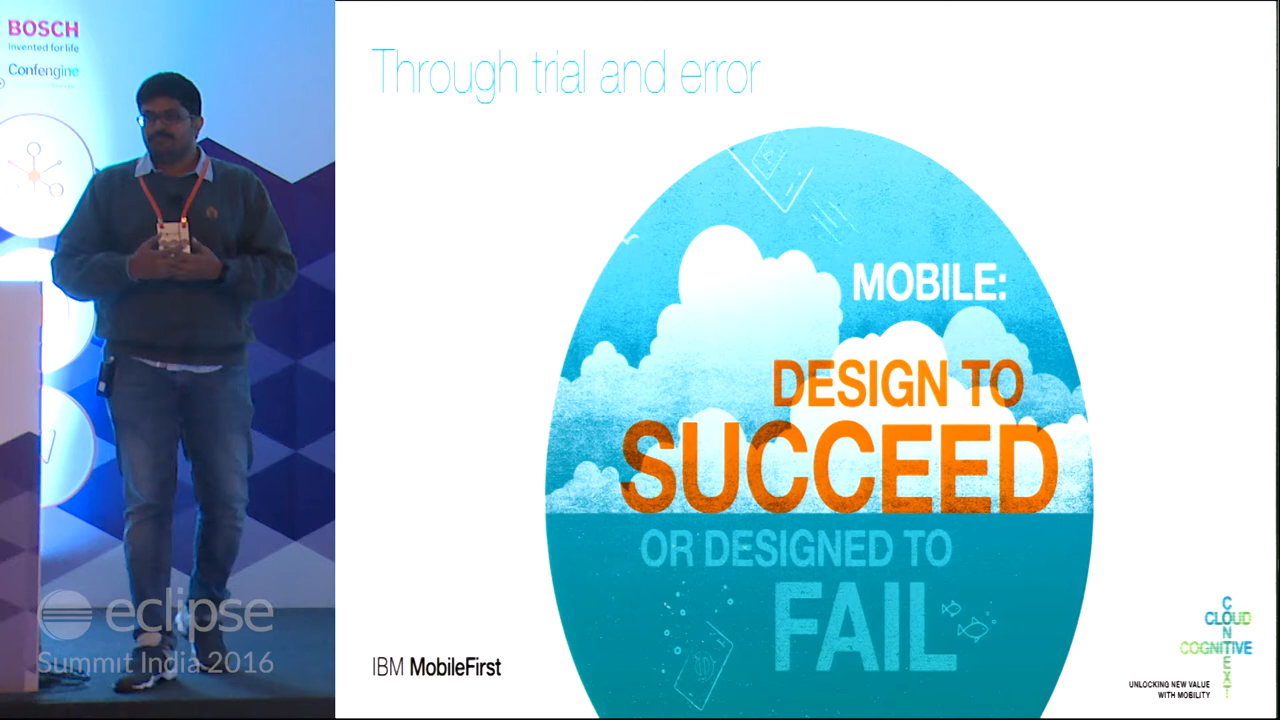 BOSCH
Invented for life
Confengine
eclipse
Summit India 2016
Through trial and error
MOBILE:
DESIGN TO
SUCCEED
OR DESIGNED TO
FAIL
IBM MobileFirst
CLOUD
COGNITIVE
CONTEXT
UNLOCKING NEW VALUE
WITH MOBILITY